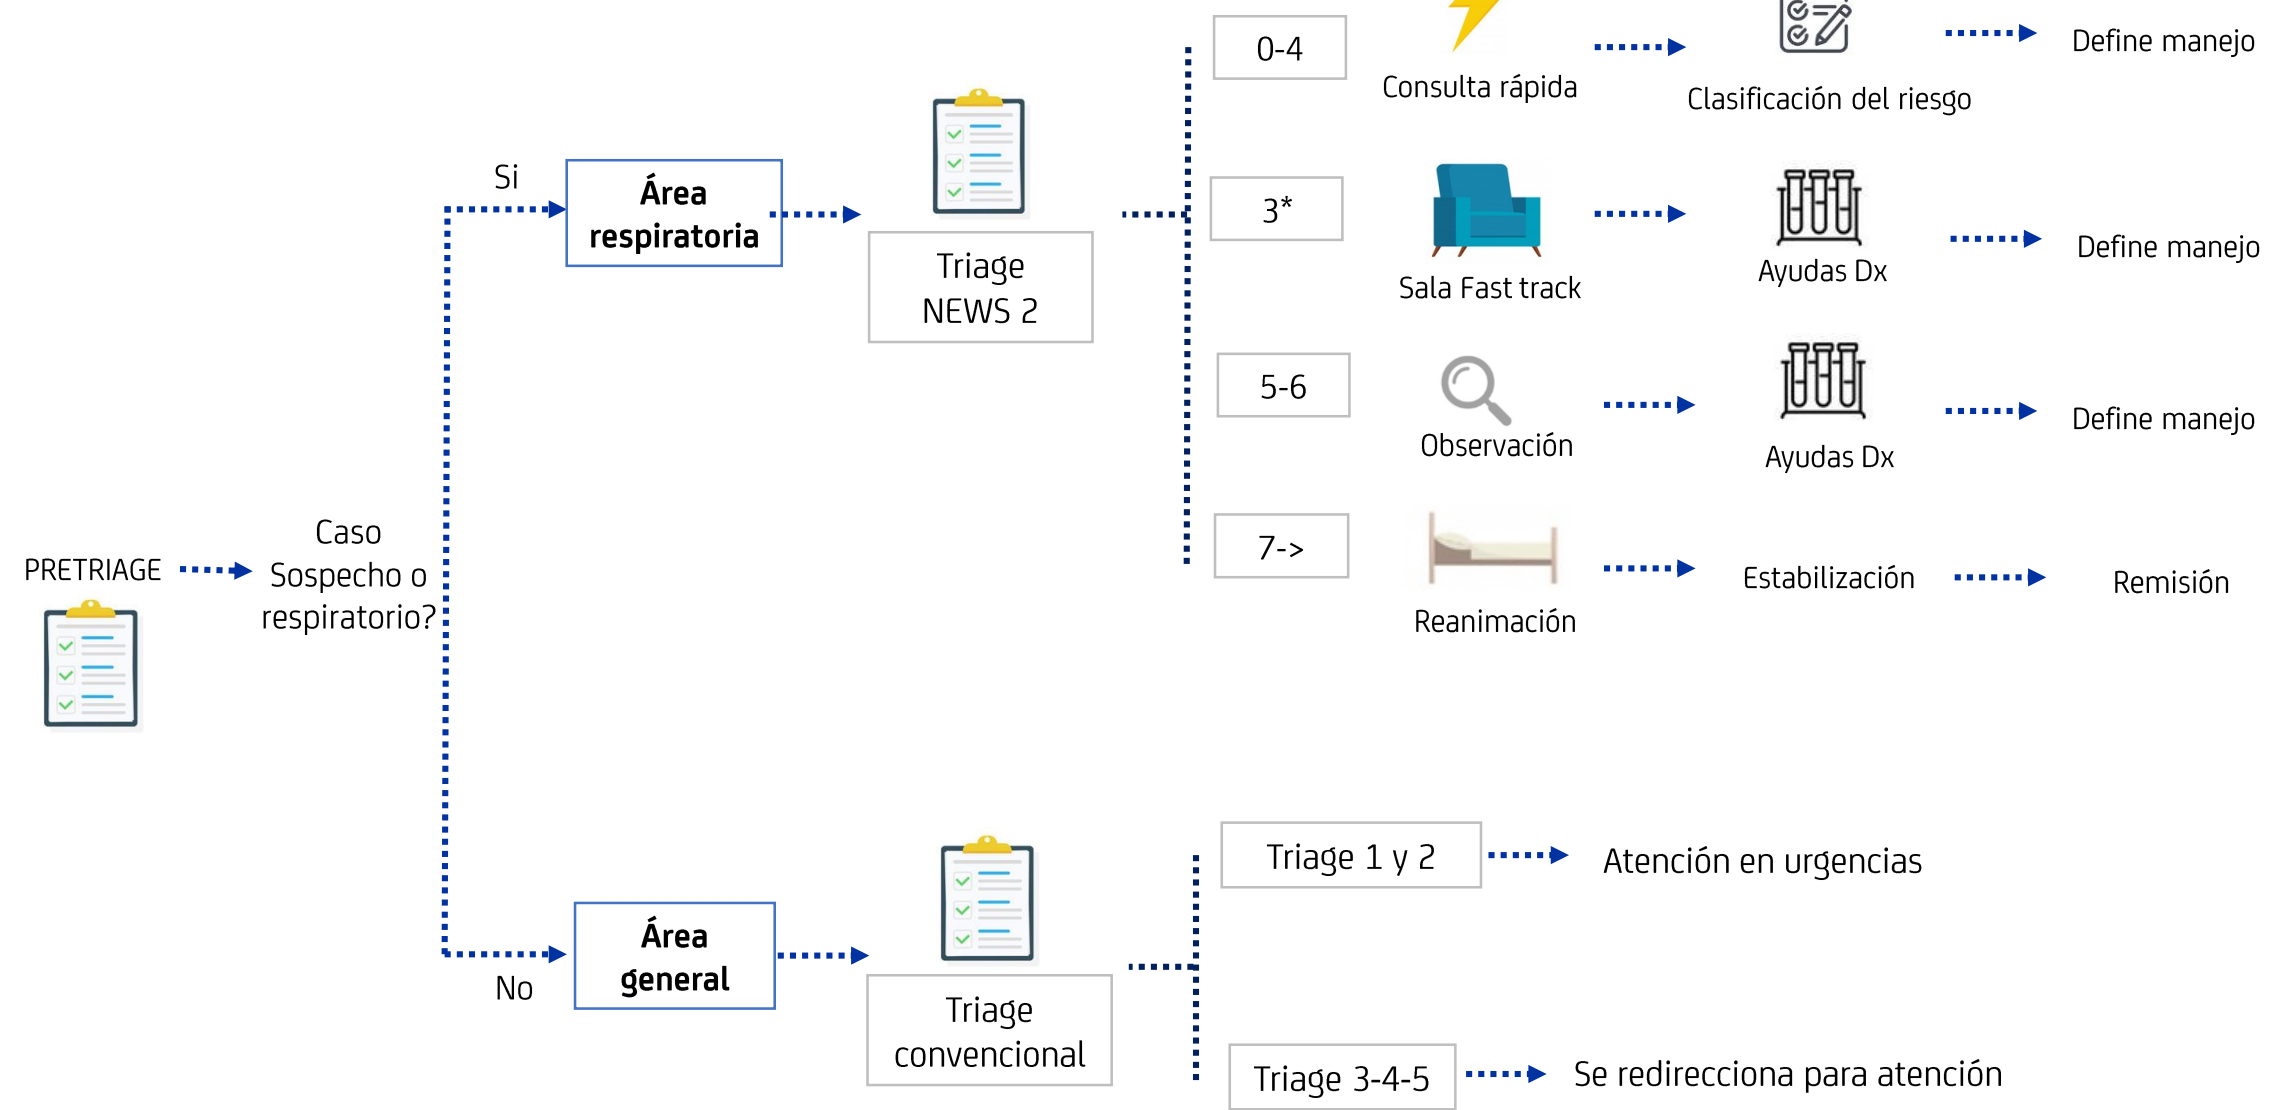 PRETRIAGE
Caso
Sospecho o
respiratorio?
Si
Área
respiratoria
Triage
NEWS 2
0-4
Consulta rápida
Clasificación del riesgo
Define manejo
3*
Sala Fast track
Ayudas Dx
Define manejo
5-6
Observación
Ayudas Dx
Define manejo
7->
Reanimación
Estabilización
Remisión
No
Área
general
Triage
convencional
Triage 1 y 2
Atención en urgencias
Triage 3-4-5
Se redirecciona para atención